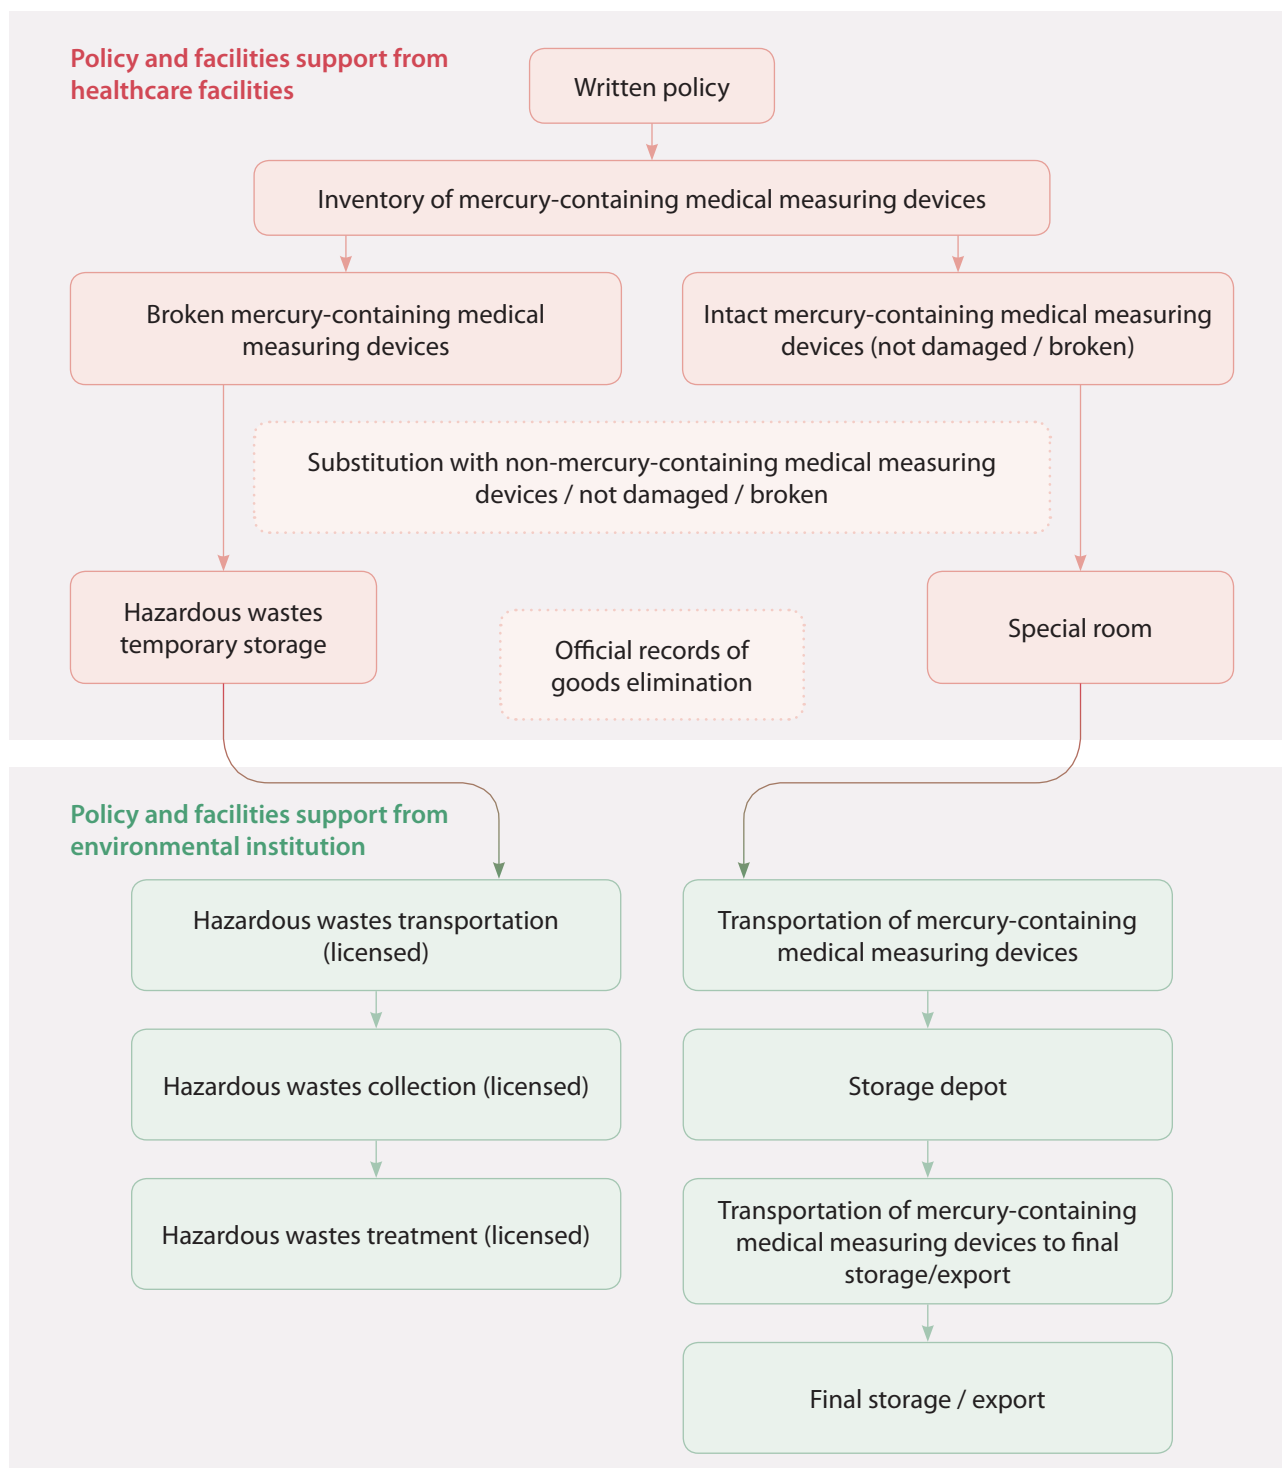 Policy and facilities support from
healthcare facilities
Written policy
Inventory of mercury-containing medical measuring devices
Broken mercury-containing medical
measuring devices
Intact mercury-containing medical measuring
devices (not damaged / broken)
Substitution with non-mercury-containing medical measuring
devices / not damaged / broken
Hazardous wastes
temporary storage
Official records of
goods elimination
Special room
Policy and facilities support from
environmental institution
Hazardous wastes transportation
(licensed)
Transportation of mercury-containing
medical measuring devices
Hazardous wastes collection (licensed)
Storage depot
Hazardous wastes treatment (licensed)
Transportation of mercury-containing
medical measuring devices to final
storage/export
Final storage / export